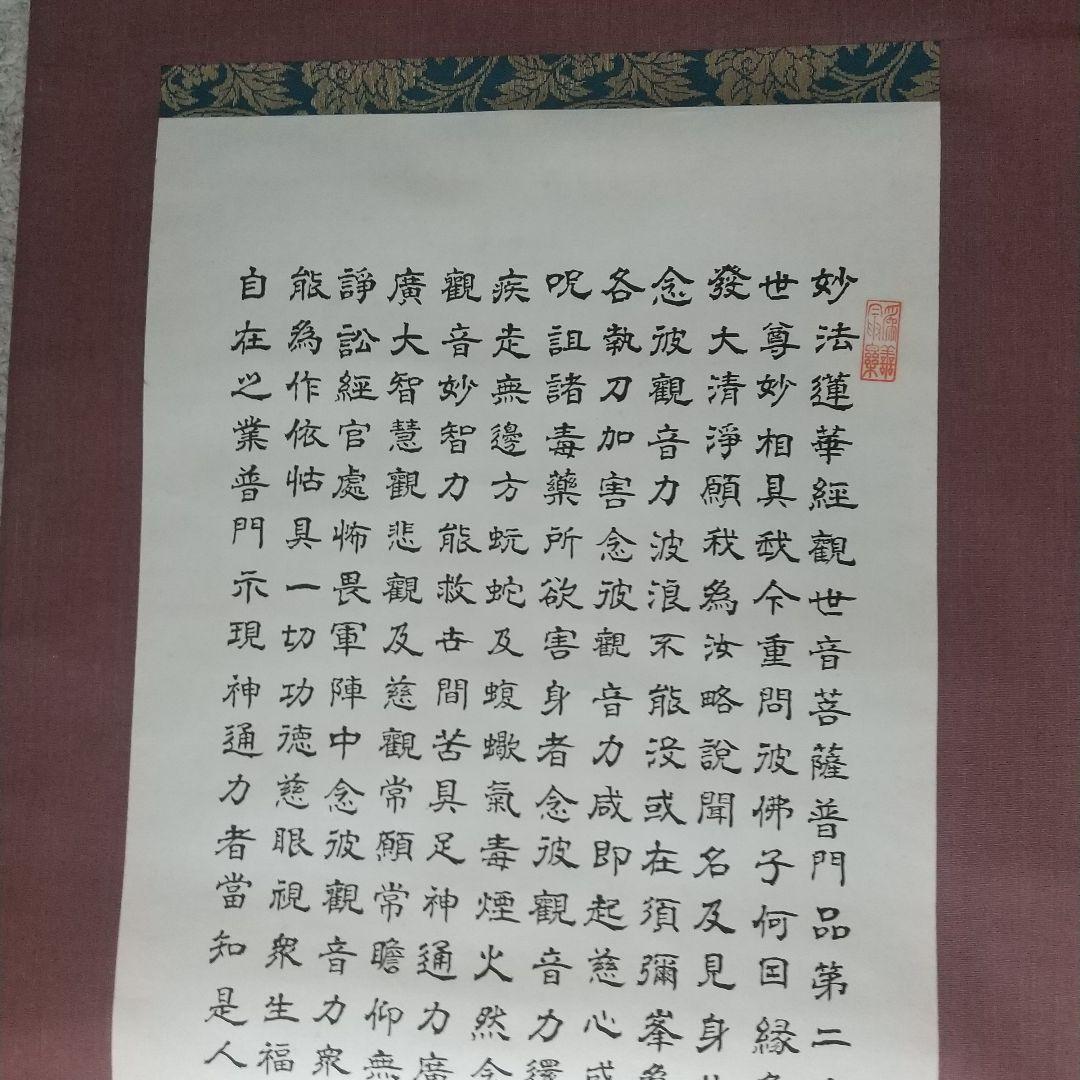 妙法蓮華經觀世音菩薩普門品第二
世尊妙相具我今重問彼佛子何因縁
發大清淨願我為汝略說聞名及見身
念彼觀音力波浪不能沒或在須彌峯
各執刀加害念彼觀音力咸即起慈心或
呪詛諸毒藥所欲害身者念彼觀音力還
疾走無邊方蚖蛇及蝮蠍氣毒煙火然念
觀音妙智力能救世間苦具足神通力廣
廣大智慧觀悲觀及慈觀常願常瞻仰無
諍訟經官處怖畏軍陣中念彼觀音力衆
能為作依怙具一切功徳慈眼視衆生福
自在之業普門示現神通力者當知是人